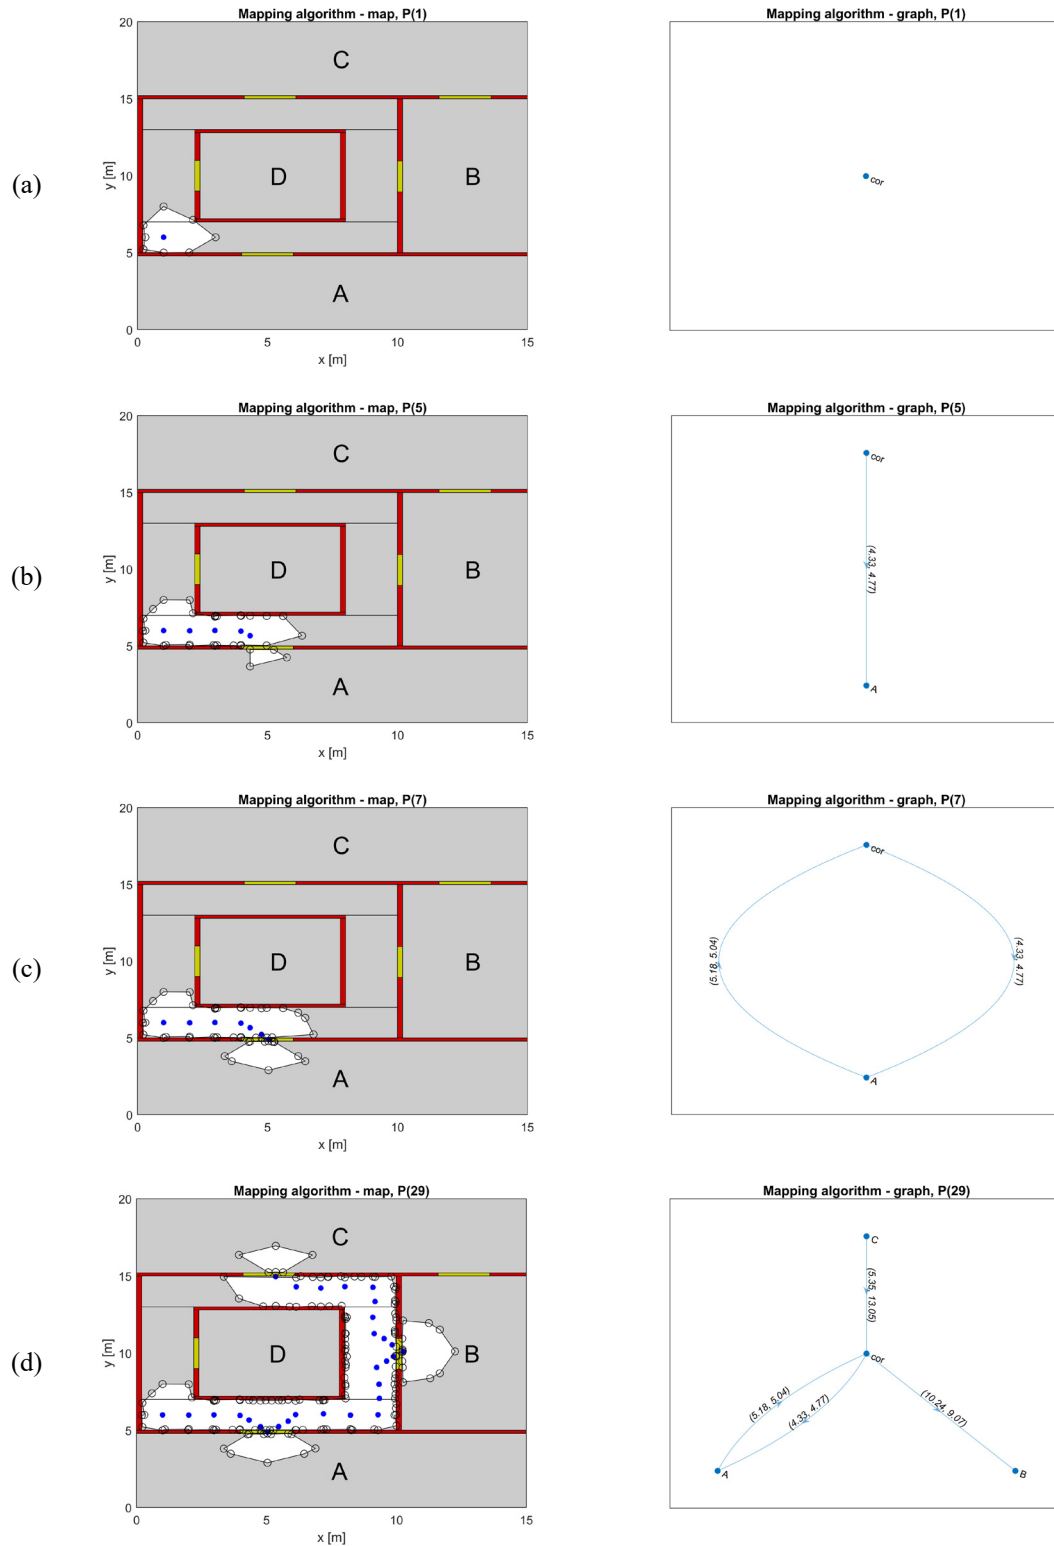 Mapping algorithm - map, P(1)
Mapping algorithm - graph, P(1)
(a)
20
15
10
5
0
y [m]
C
D
B
A
0
5
10
15
x [m]
cor
Mapping algorithm - map, P(5)
Mapping algorithm - graph, P(5)
(b)
20
15
10
5
0
y [m]
C
D
B
A
0
5
10
15
x [m]
cor
(4.33, 4.77)
A
Mapping algorithm - map, P(7)
Mapping algorithm - graph, P(7)
(c)
20
15
10
5
0
y [m]
C
D
B
A
0
5
10
15
x [m]
cor
(5.18, 5.04)
(4.33, 4.77)
A
Mapping algorithm - map, P(29)
Mapping algorithm - graph, P(29)
(d)
20
15
10
5
0
y [m]
C
D
B
A
0
5
10
15
x [m]
C
(5.35, 13.05)
cor
(5.18, 5.04)
(4.33, 4.77)
(10.24, 9.07)
A
B